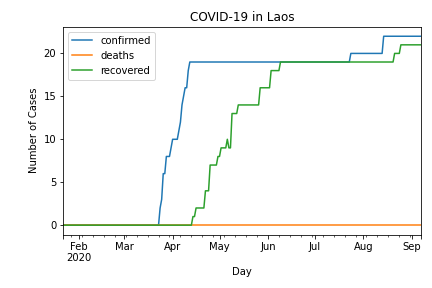 COVID-19 in Laos
confirmed
deaths
recovered
Number of Cases
20
15
10
5
0
Feb Mar Apr May Jun Jul Aug Sep
2020
Day